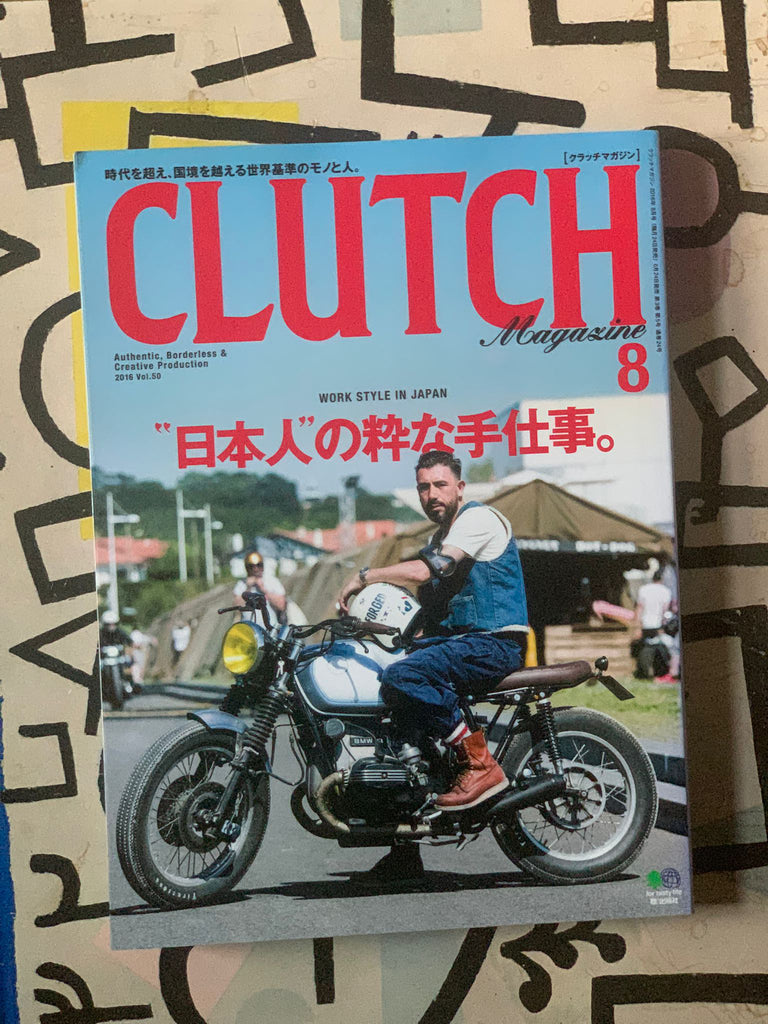 時代を超え、国境を越える世界基準のモノと人。
[クラッチマガジン]
CLUTCH
Magazine
Authentic, Borderless &
Creative Production
2016 Vol.50
8
WORK STYLE IN JAPAN
“日本人”の粋な手仕事。
FORGED
BMW